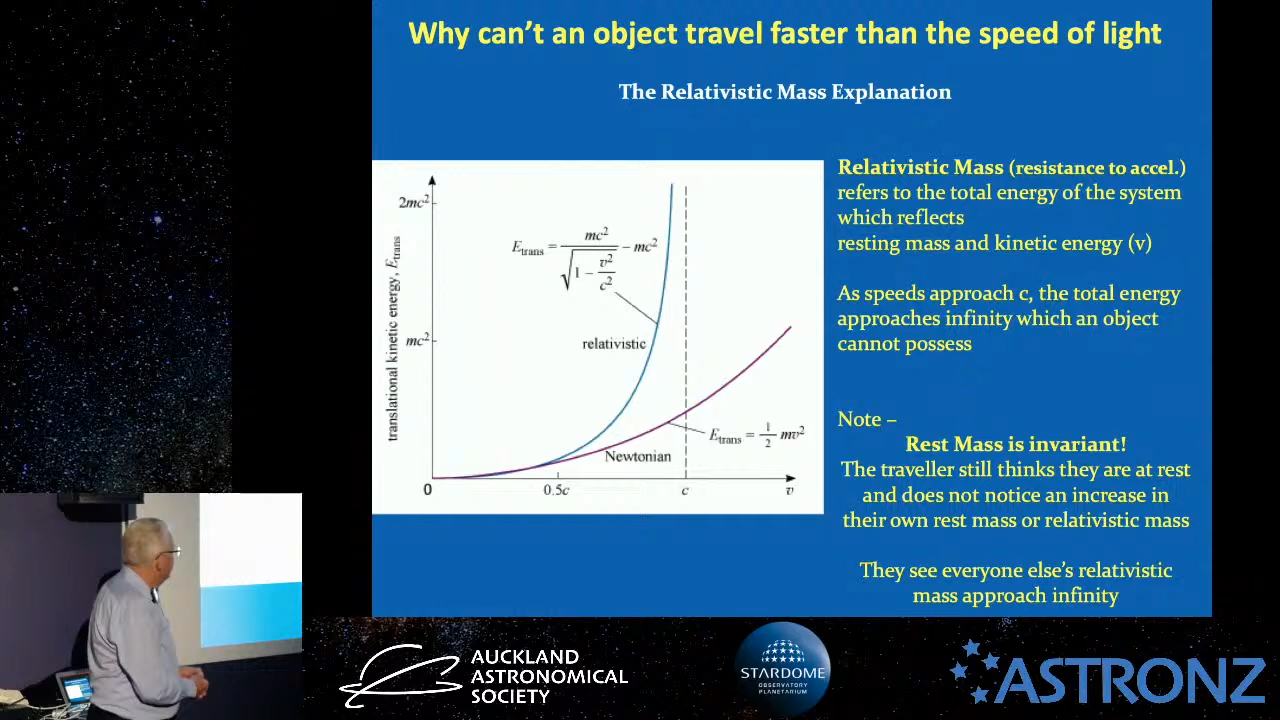 Why can't an object travel faster than the speed of light
The Relativistic Mass Explanation
Relativistic Mass (resistance to accel.)
refers to the total energy of the system
which reflects
resting mass and kinetic energy (v)
As speeds approach c, the total energy
approaches infinity which an object
cannot possess
Note –
Rest Mass is invariant!
The traveller still thinks they are at rest
and does not notice an increase in
their own rest mass or relativistic mass
They see everyone else's relativistic
mass approach infinity
translational kinetic energy, E_trans
2mc²
mc²
E_trans = mc² / √(1 − v²/c²) − mc²
relativistic
E_trans = 1/2 mv²
Newtonian
0
0.5c
c
v
AUCKLAND
ASTRONOMICAL
SOCIETY
STARDOME
OBSERVATORY
PLANETARIUM
ASTRONZ